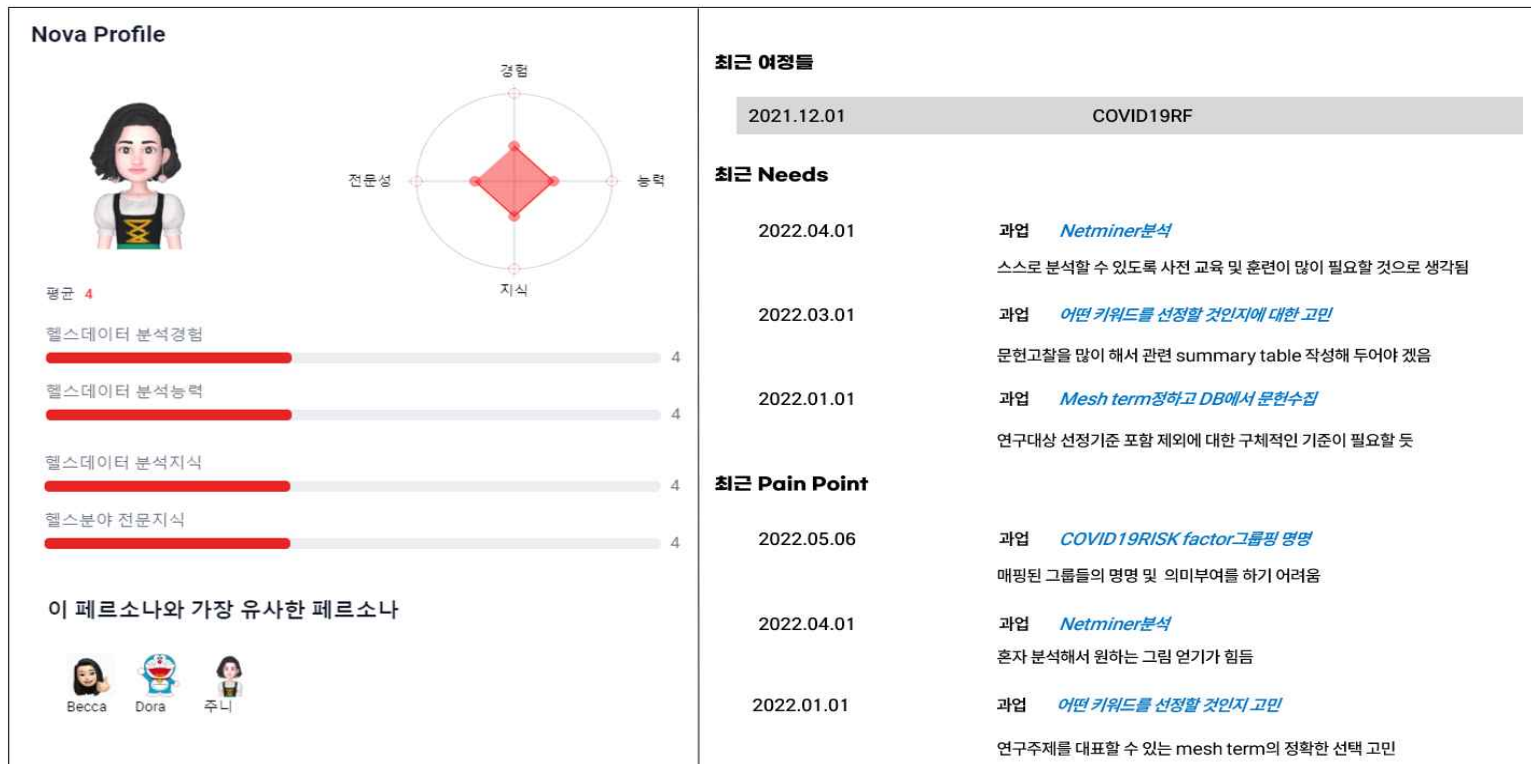 Nova Profile
경험
전문성
능력
지식
평균 4
헬스데이터 분석경험
4
헬스데이터 분석능력
4
헬스데이터 분석지식
4
헬스분야 전문지식
4
이 페르소나와 가장 유사한 페르소나
Becca Dora 주니
최근 여정들
2021.12.01 COVID19RF
최근 Needs
2022.04.01 과업 Netminer분석
스스로 분석할 수 있도록 사전 교육 및 훈련이 많이 필요할 것으로 생각됨
2022.03.01 과업 어떤 키워드를 선정할 것인지에 대한 고민
문헌고찰을 많이 해서 관련 summary table 작성해 두어야 겠음
2022.01.01 과업 Mesh term정하고 DB에서 문헌수집
연구대상 선정기준 포함 제외에 대한 구체적인 기준이 필요할 듯
최근 Pain Point
2022.05.06 과업 COVID19RISK factor그룹핑 명명
매핑된 그룹들의 명명 및 의미부여를 하기 어려움
2022.04.01 과업 Netminer분석
혼자 분석해서 원하는 그림 얻기가 힘듬
2022.01.01 과업 어떤 키워드를 선정할 것인지 고민
연구주제를 대표할 수 있는 mesh term의 정확한 선택 고민